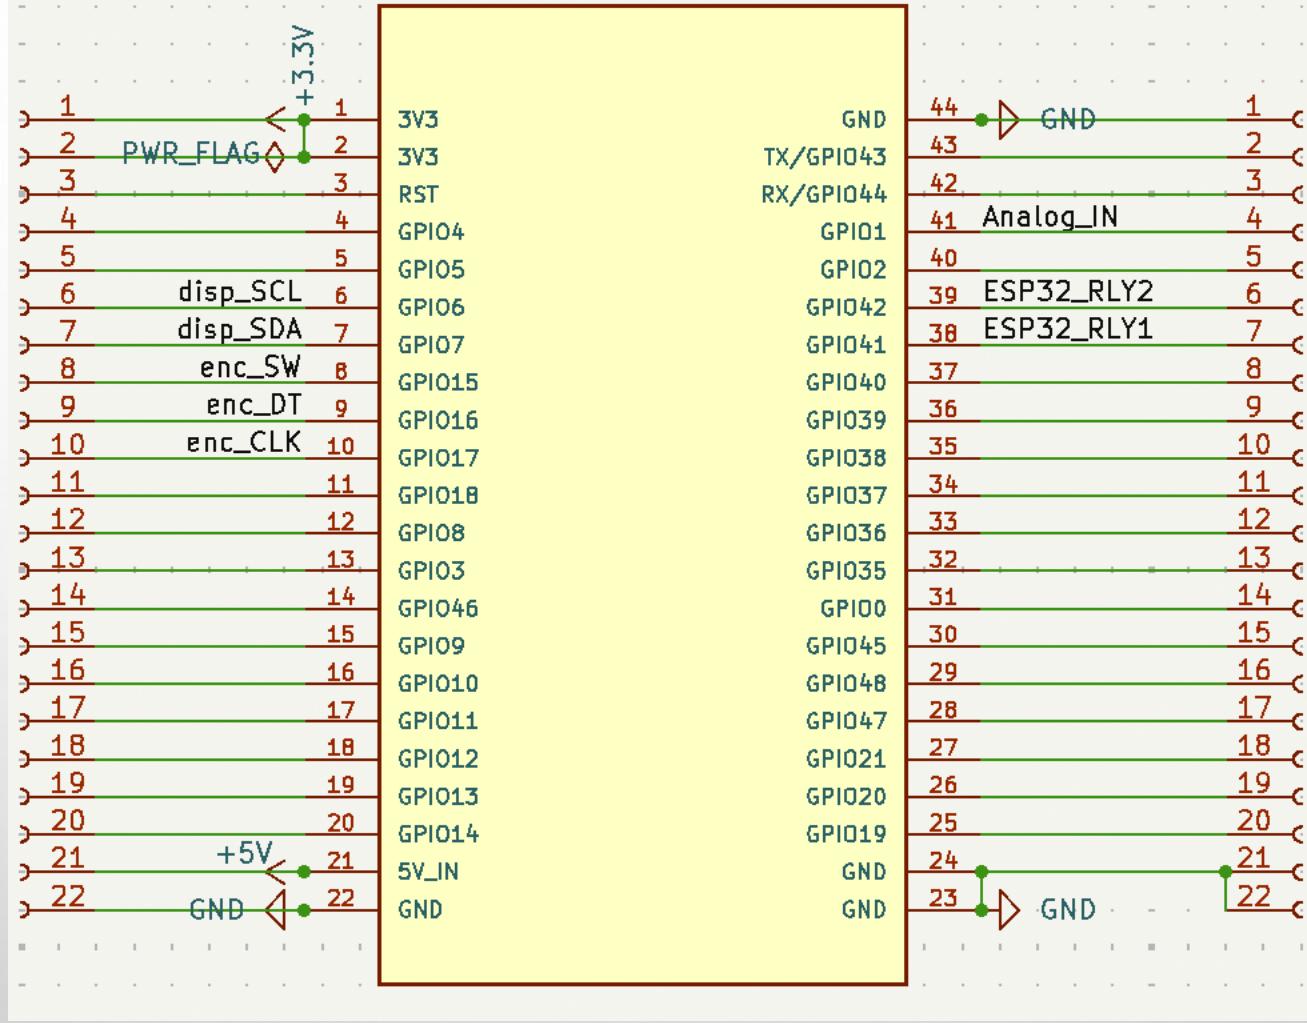 +3.3V
1 1 3V3 GND 44 GND 1
2 PWR_FLAG 2 3V3 TX/GPIO43 43 2
3 3 RST RX/GPIO44 42 3
4 4 GPIO4 GPIO1 41 Analog_IN 4
5 5 GPIO5 GPIO2 40 5
6 disp_SCL 6 GPIO6 GPIO42 39 ESP32_RLY2 6
7 disp_SDA 7 GPIO7 GPIO41 38 ESP32_RLY1 7
8 enc_SW 8 GPIO15 GPIO40 37 8
9 enc_DT 9 GPIO16 GPIO39 36 9
10 enc_CLK 10 GPIO17 GPIO38 35 10
11 11 GPIO18 GPIO37 34 11
12 12 GPIO8 GPIO36 33 12
13 13 GPIO3 GPIO35 32 13
14 14 GPIO46 GPIO0 31 14
15 15 GPIO9 GPIO45 30 15
16 16 GPIO10 GPIO48 29 16
17 17 GPIO11 GPIO47 28 17
18 18 GPIO12 GPIO21 27 18
19 19 GPIO13 GPIO20 26 19
20 20 GPIO14 GPIO19 25 20
21 +5V 21 5V_IN GND 24 21
22 GND 22 GND GND 23 GND 22